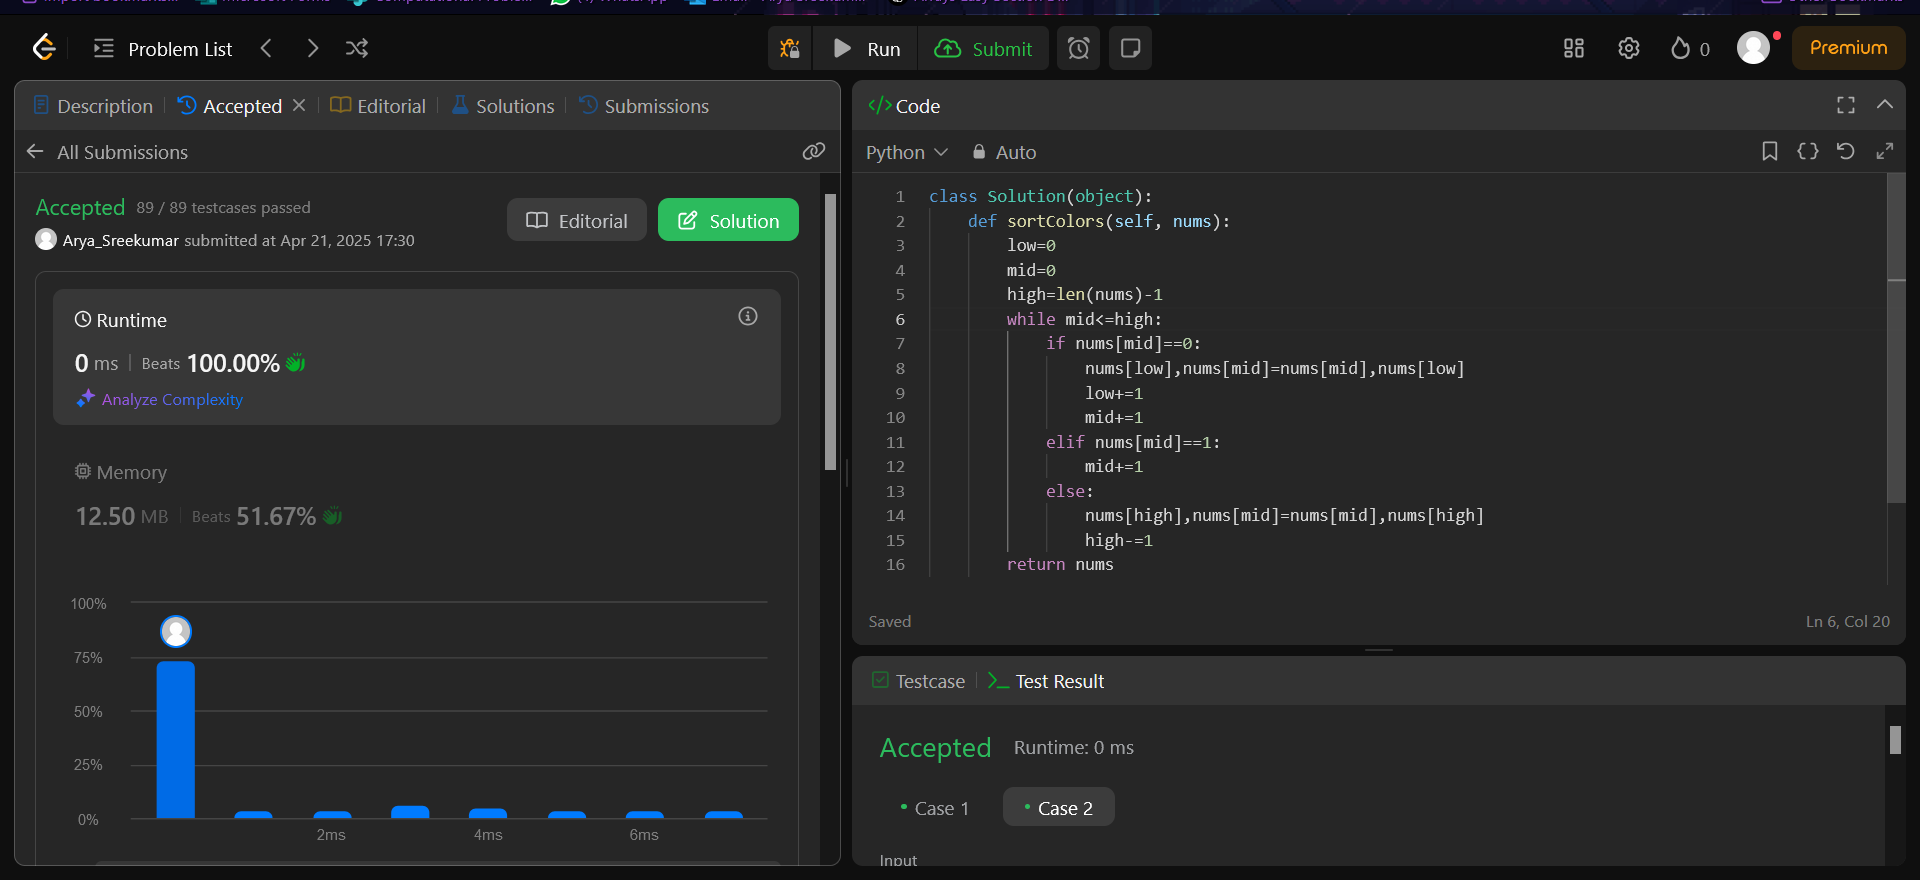 Problem List
Run
Submit
0
Premium
Description
Accepted
Editorial
Solutions
Submissions
All Submissions
Accepted 89 / 89 testcases passed
Arya_Sreekumar submitted at Apr 21, 2025 17:30
Editorial
Solution
Runtime
0 ms | Beats 100.00%
Analyze Complexity
Memory
12.50 MB | Beats 51.67%
100%
75%
50%
25%
0%
2ms
4ms
6ms
</> Code
Python
Auto
1 class Solution(object):
2 def sortColors(self, nums):
3 low=0
4 mid=0
5 high=len(nums)-1
6 while mid<=high:
7 if nums[mid]==0:
8 nums[low],nums[mid]=nums[mid],nums[low]
9 low+=1
10 mid+=1
11 elif nums[mid]==1:
12 mid+=1
13 else:
14 nums[high],nums[mid]=nums[mid],nums[high]
15 high-=1
16 return nums
Saved
Ln 6, Col 20
Testcase
Test Result
Accepted Runtime: 0 ms
Case 1
Case 2
Input